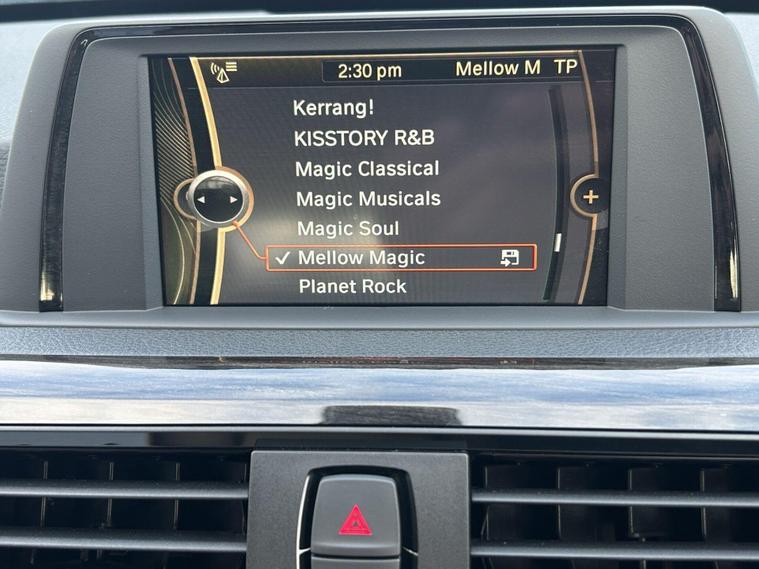 2:30 pm Mellow M TP
Kerrang!
KISSTORY R&B
Magic Classical
Magic Musicals
Magic Soul
Mellow Magic
Planet Rock